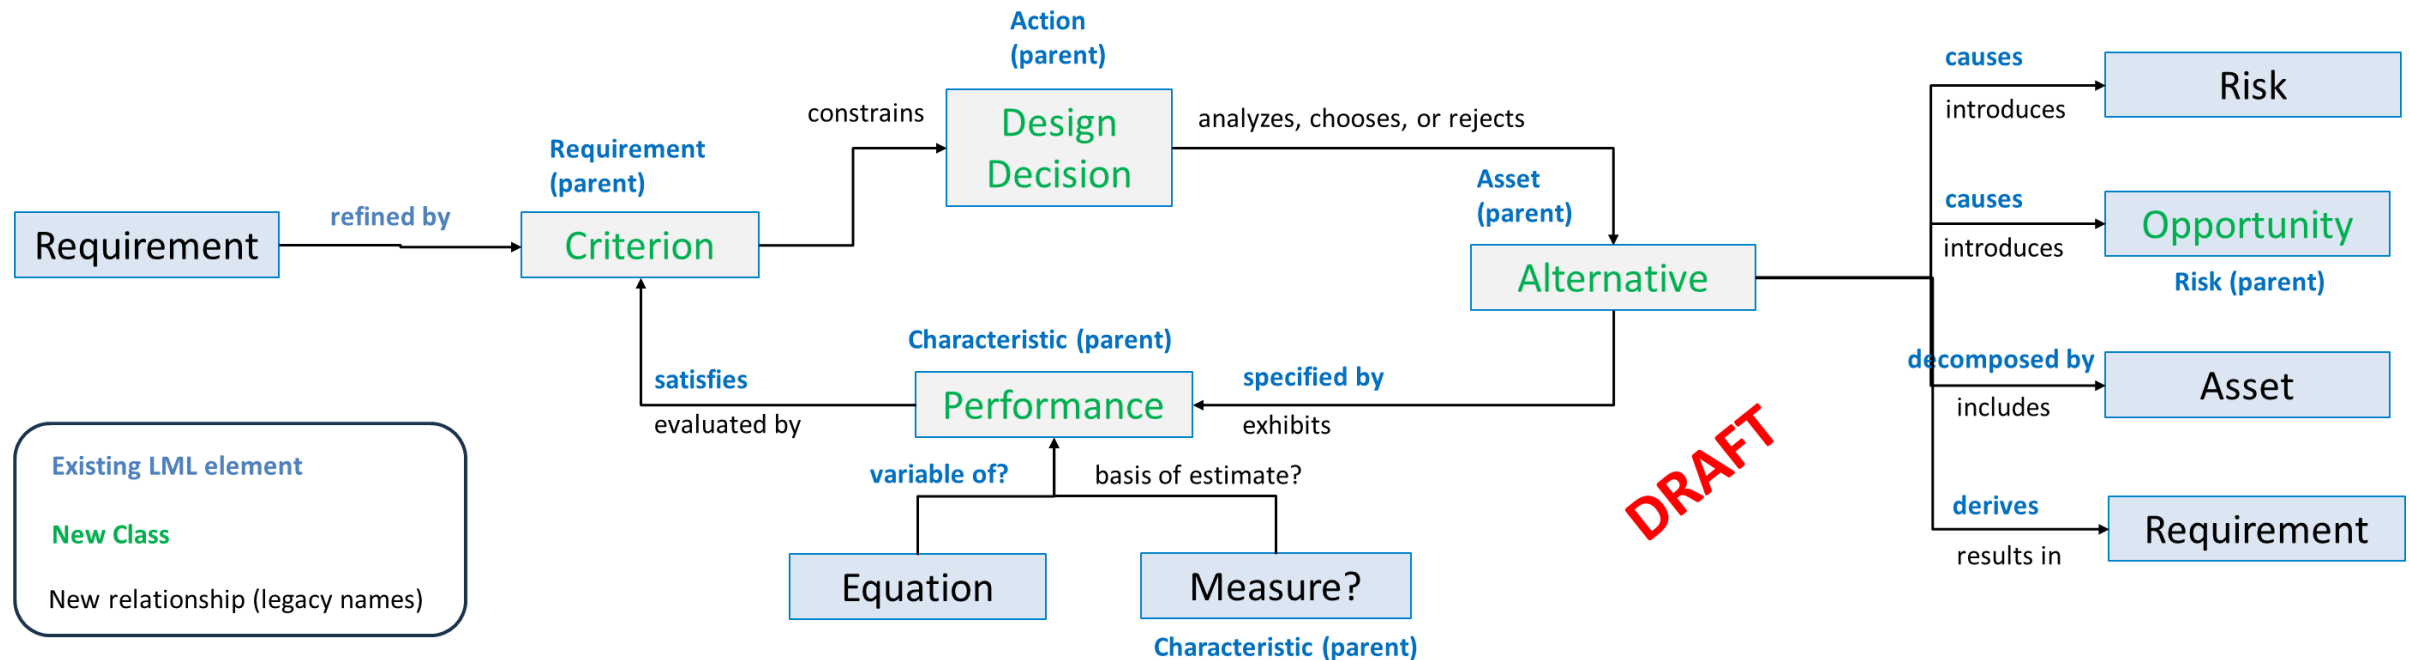 Action
(parent)
causes
Risk
introduces
constrains
Design
Decision
analyzes, chooses, or rejects
Requirement
(parent)
Asset
(parent)
causes
Opportunity
introduces
Risk (parent)
Requirement
refined by
Criterion
Alternative
Characteristic (parent)
satisfies
evaluated by
Performance
specified by
exhibits
decomposed by
Asset
includes
DRAFT
variable of?
basis of estimate?
derives
Requirement
results in
Equation
Measure?
Characteristic (parent)
Existing LML element
New Class
New relationship (legacy names)